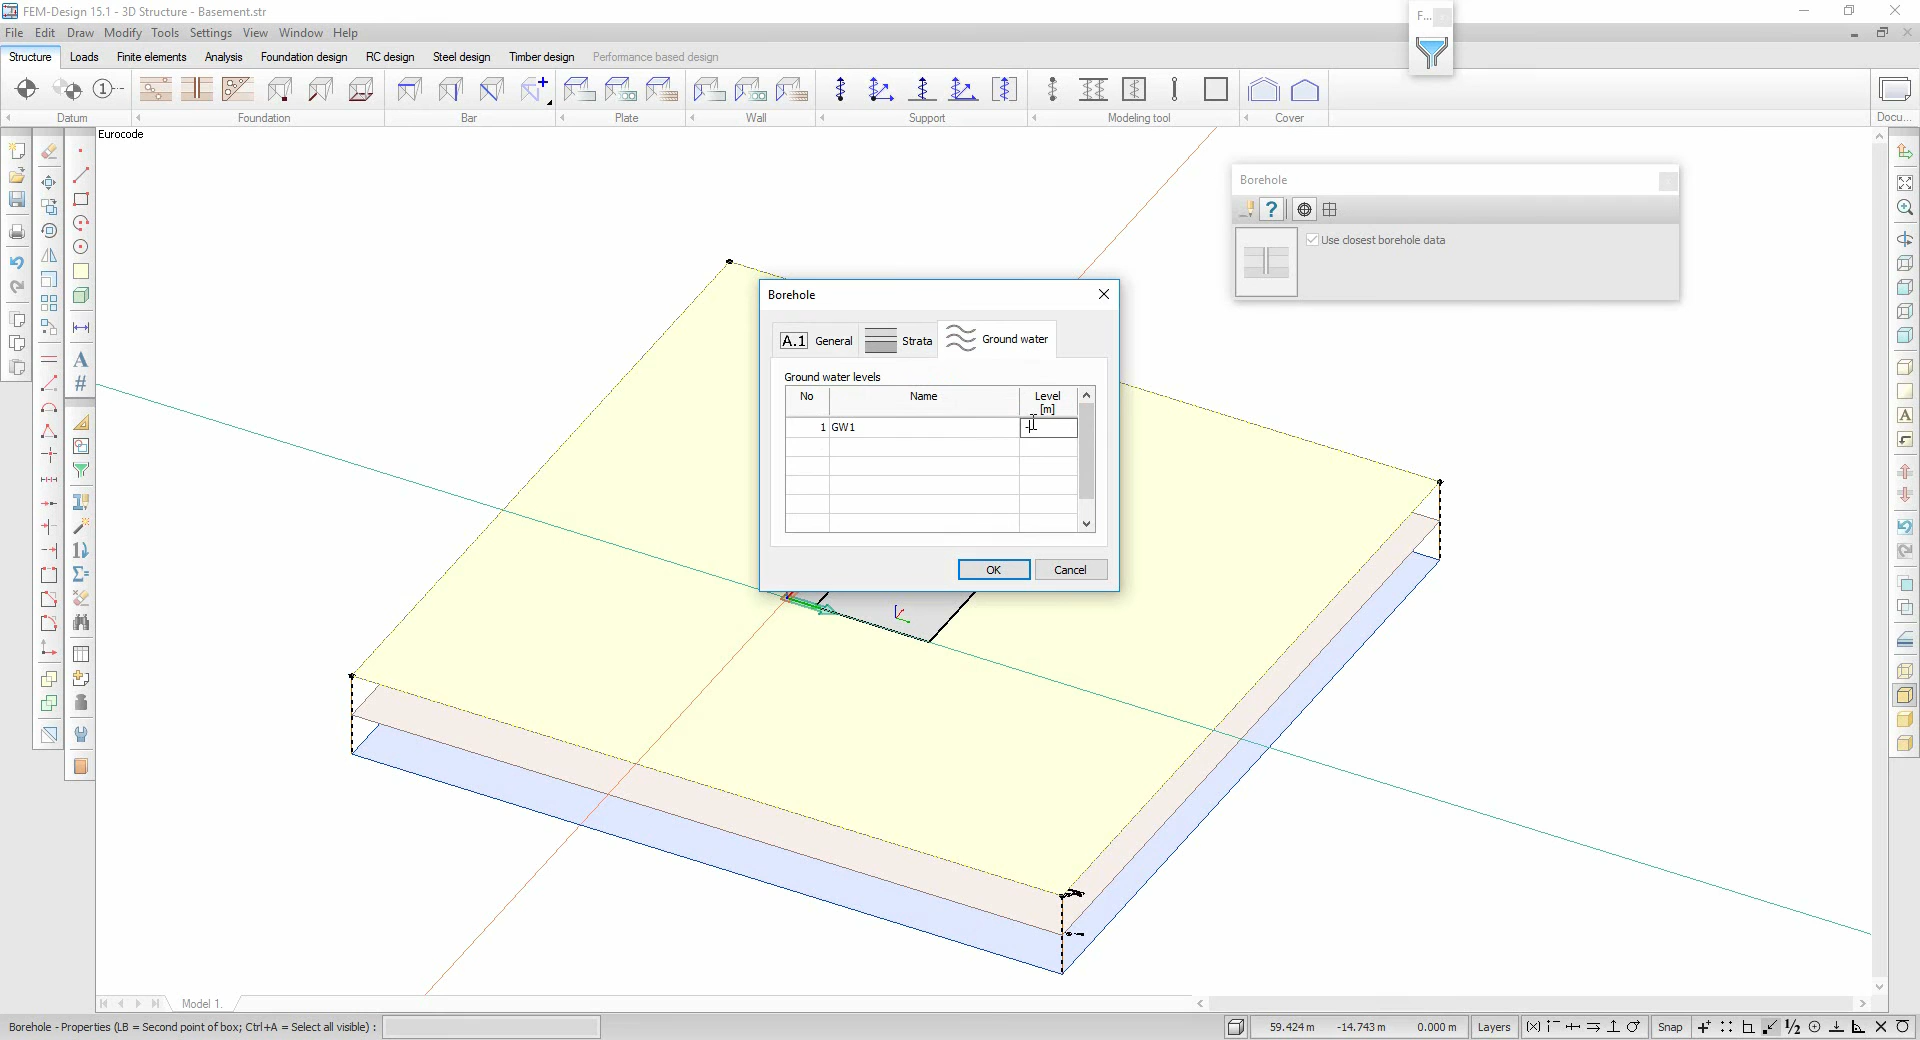 FEM-Design 15.1 - 3D Structure - Basement.str
F...
File Edit Draw Modify Tools Settings View Window Help
Structure Loads Finite elements Analysis Foundation design RC design Steel design Timber design Performance based design
Datum Foundation Bar Plate Wall Support Modeling tool Cover Docu...
Eurocode
Borehole
Use closest borehole data
Borehole
A.1 General Strata Ground water
Ground water levels
No Name Level
[m]
1 GW1 -
OK Cancel
Model 1.
Borehole - Properties (LB = Second point of box; Ctrl+A = Select all visible) :
59.424 m -14.743 m 0.000 m Layers Snap